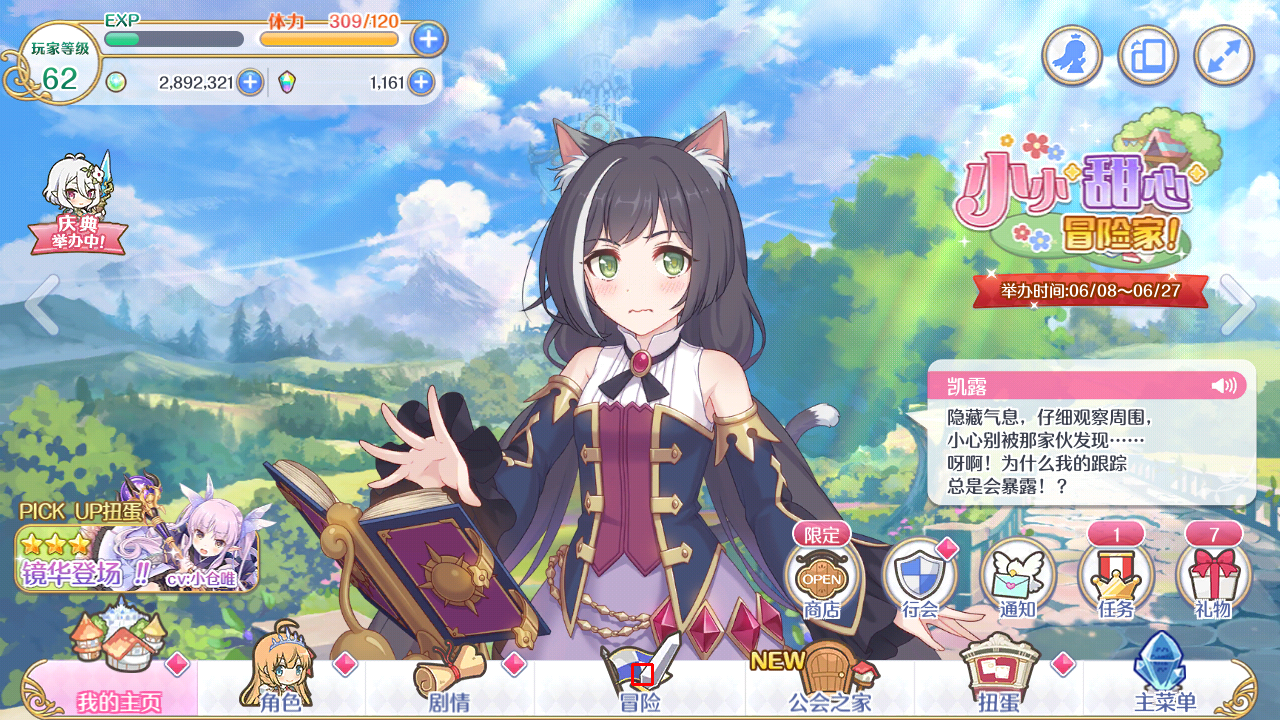 EXP
体力 309/120
玩家等级
62
2,892,321
1,161
庆典
举办中!
小小甜心
冒险家!
举办时间:06/08～06/27
凯露
隐藏气息，仔细观察周围，
小心别被那家伙发现……
呀啊！为什么我的跟踪
总是会暴露！？
PICK UP扭蛋
镜华登场!!
cv:小仓唯
限定
OPEN
商店
行会
通知
1
任务
7
礼物
我的主页
角色
剧情
冒险
NEW
公会之家
扭蛋
主菜单